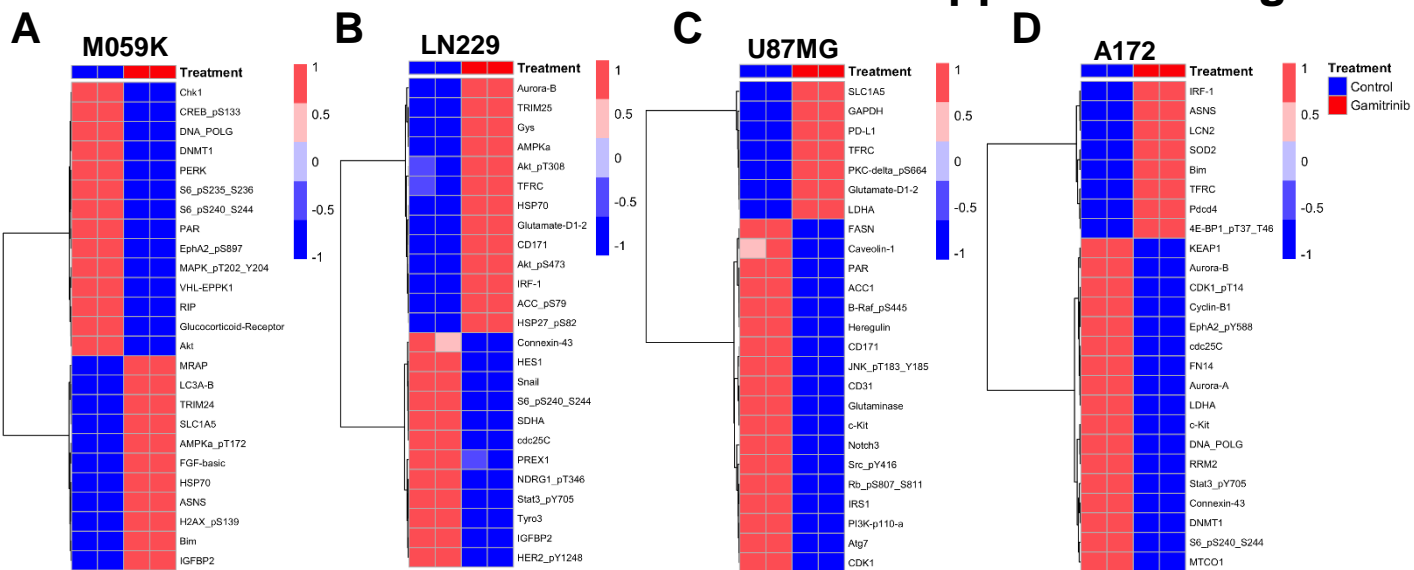 A
M059K
Treatment
Chk1
CREB_pS133
DNA_POLG
DNMT1
PERK
S6_pS235_S236
S6_pS240_S244
PAR
EphA2_pS897
MAPK_pT202_Y204
VHL-EPPK1
RIP
Glucocorticoid-Receptor
Akt
MRAP
LC3A-B
TRIM24
SLC1A5
AMPKa_pT172
FGF-basic
HSP70
ASNS
H2AX_pS139
Bim
IGFBP2
1
0.5
0
-0.5
-1
B
LN229
Treatment
Aurora-B
TRIM25
Gys
AMPKa
Akt_pT308
TFRC
HSP70
Glutamate-D1-2
CD171
Akt_pS473
IRF-1
ACC_pS79
HSP27_pS82
Connexin-43
HES1
Snail
S6_pS240_S244
SDHA
cdc25C
PREX1
NDRG1_pT346
Stat3_pY705
Tyro3
IGFBP2
HER2_pY1248
1
0.5
0
-0.5
-1
C
U87MG
Treatment
SLC1A5
GAPDH
PD-L1
TFRC
PKC-delta_pS664
Glutamate-D1-2
LDHA
FASN
Caveolin-1
PAR
ACC1
B-Raf_pS445
Heregulin
CD171
JNK_pT183_Y185
CD31
Glutaminase
c-Kit
Notch3
Src_pY416
Rb_pS807_S811
IRS1
PI3K-p110-a
Atg7
CDK1
1
0.5
0
-0.5
-1
D
A172
Treatment
IRF-1
ASNS
LCN2
SOD2
Bim
TFRC
Pdcd4
4E-BP1_pT37_T46
KEAP1
Aurora-B
CDK1_pT14
Cyclin-B1
EphA2_pY588
cdc25C
FN14
Aurora-A
LDHA
c-Kit
DNA_POLG
RRM2
Stat3_pY705
Connexin-43
DNMT1
S6_pS240_S244
MTCO1
1
0.5
0
-0.5
-1
Treatment
Control
Gamitrinib